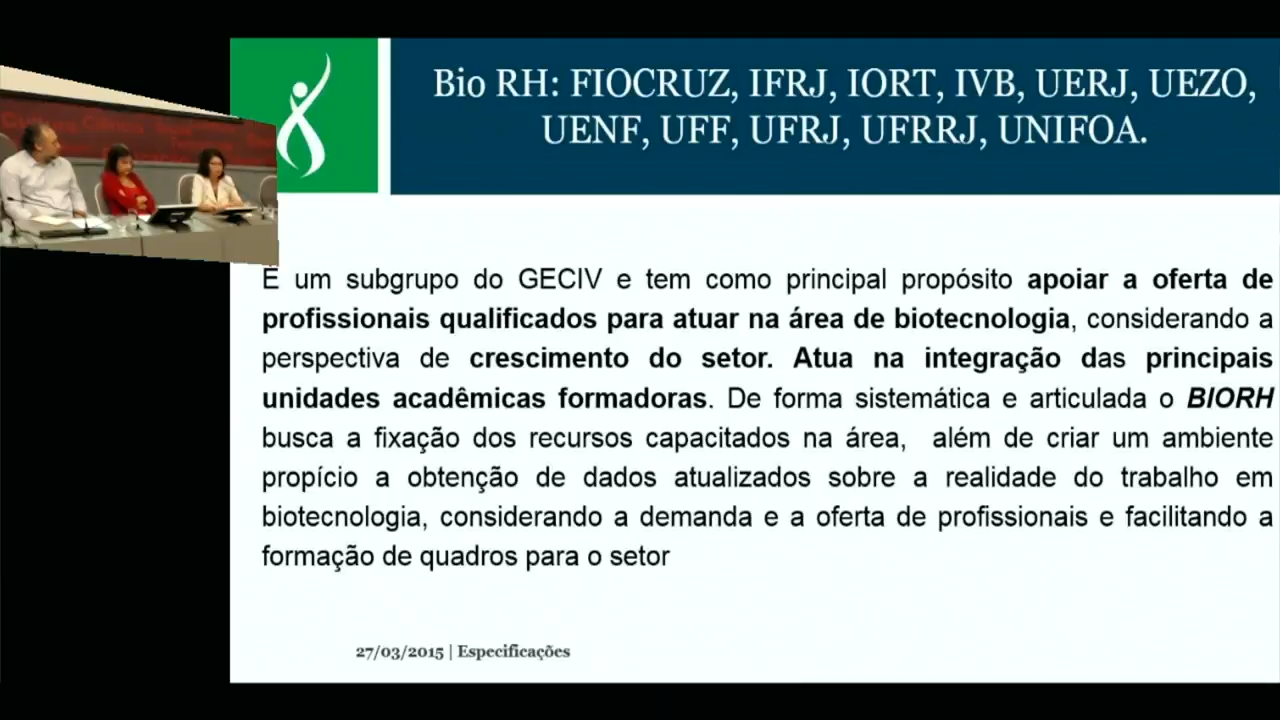 Bio RH: FIOCRUZ, IFRJ, IORT, IVB, UERJ, UEZO,
UENF, UFF, UFRJ, UFRRJ, UNIFOA.
É um subgrupo do GECIV e tem como principal propósito apoiar a oferta de
profissionais qualificados para atuar na área de biotecnologia, considerando a
perspectiva de crescimento do setor. Atua na integração das principais
unidades acadêmicas formadoras. De forma sistemática e articulada o BIORH
busca a fixação dos recursos capacitados na área, além de criar um ambiente
propício a obtenção de dados atualizados sobre a realidade do trabalho em
biotecnologia, considerando a demanda e a oferta de profissionais e facilitando a
formação de quadros para o setor
27/03/2015 | Especificações